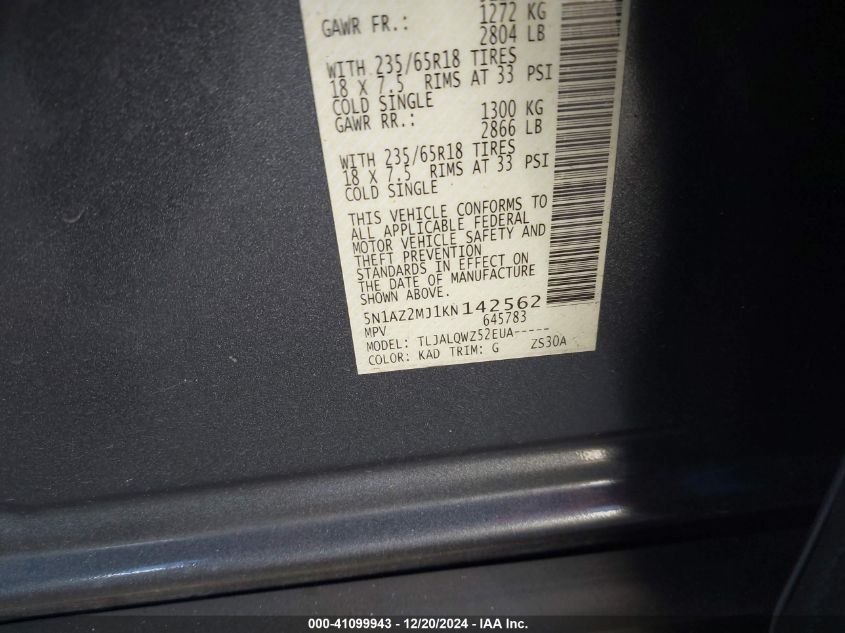 1272 KG
GAWR FR.:
2804 LB
WITH 235/65R18 TIRES
18 X 7.5 RIMS AT 33 PSI
COLD SINGLE
1300 KG
GAWR RR.:
2866 LB
WITH 235/65R18 TIRES
18 X 7.5 RIMS AT 33 PSI
COLD SINGLE
THIS VEHICLE CONFORMS TO
ALL APPLICABLE FEDERAL
MOTOR VEHICLE SAFETY AND
THEFT PREVENTION
STANDARDS IN EFFECT ON
THE DATE OF MANUFACTURE
SHOWN ABOVE.
5N1AZ2MJ1KN142562
MPV 645783
MODEL: TLJALQWZ52EUA-----
COLOR: KAD TRIM: G ZS30A
000-41099943 - 12/20/2024 - IAA Inc.